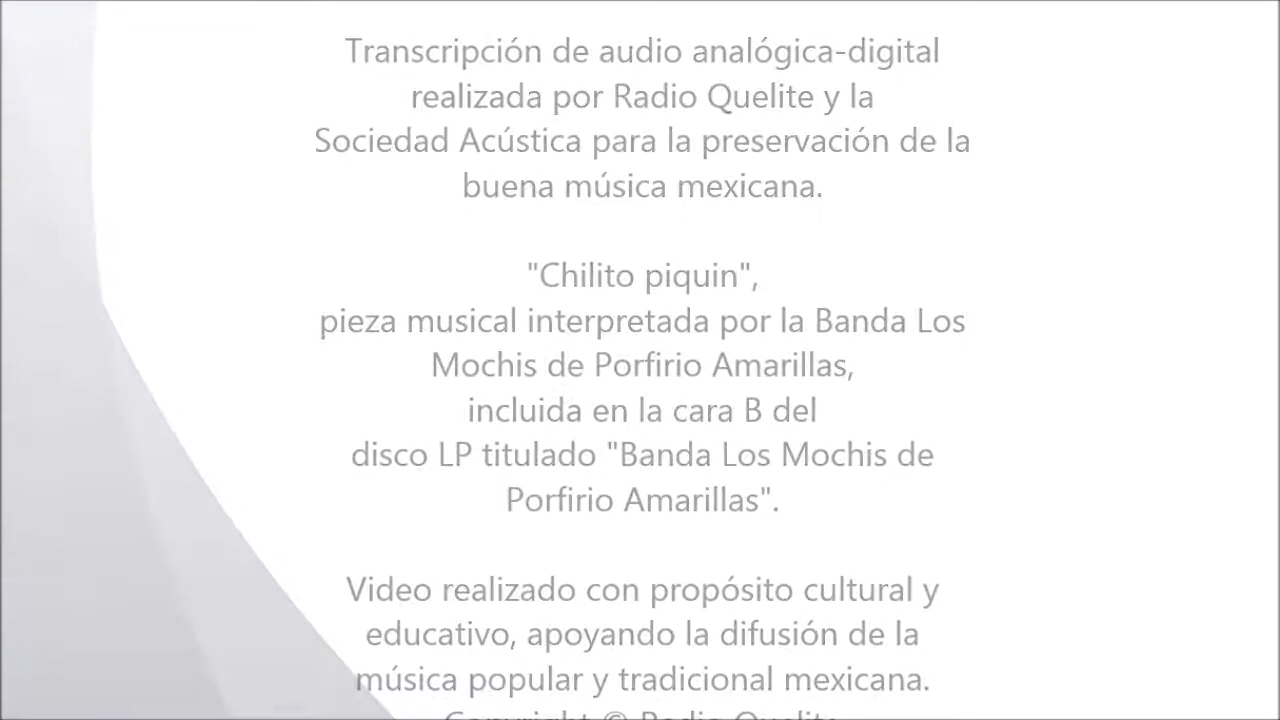 Transcripción de audio analógica-digital
realizada por Radio Quelite y la
Sociedad Acústica para la preservación de la
buena música mexicana.
"Chilito piquin",
pieza musical interpretada por la Banda Los
Mochis de Porfirio Amarillas,
incluida en la cara B del
disco LP titulado "Banda Los Mochis de
Porfirio Amarillas".
Video realizado con propósito cultural y
educativo, apoyando la difusión de la
música popular y tradicional mexicana.
Copyright © Radio Quelite